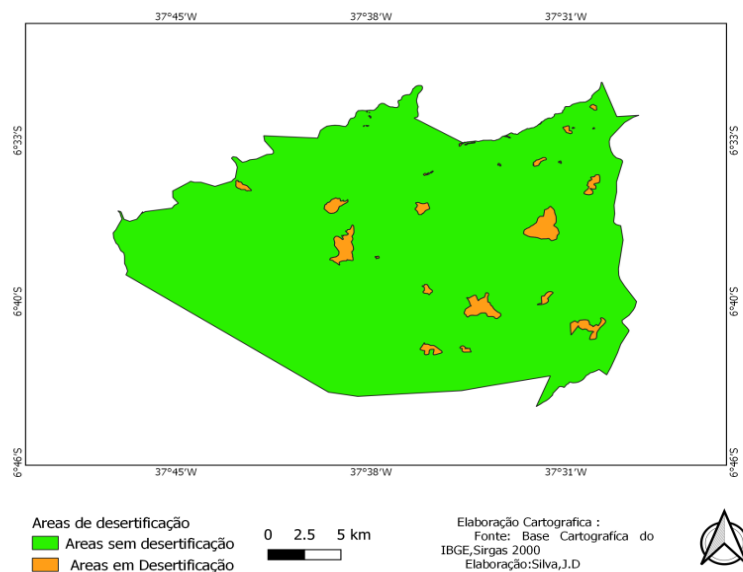 37°45'W 37°38'W 37°31'W
6°33'S 6°33'S
6°40'S 6°40'S
6°46'S 6°46'S
37°45'W 37°38'W 37°31'W
Areas de desertificação
Areas sem desertificação
Areas em Desertificação
0 2.5 5 km
Elaboração Cartografica :
Fonte: Base Cartografíca do
IBGE,Sirgas 2000
Elaboração:Silva,J.D